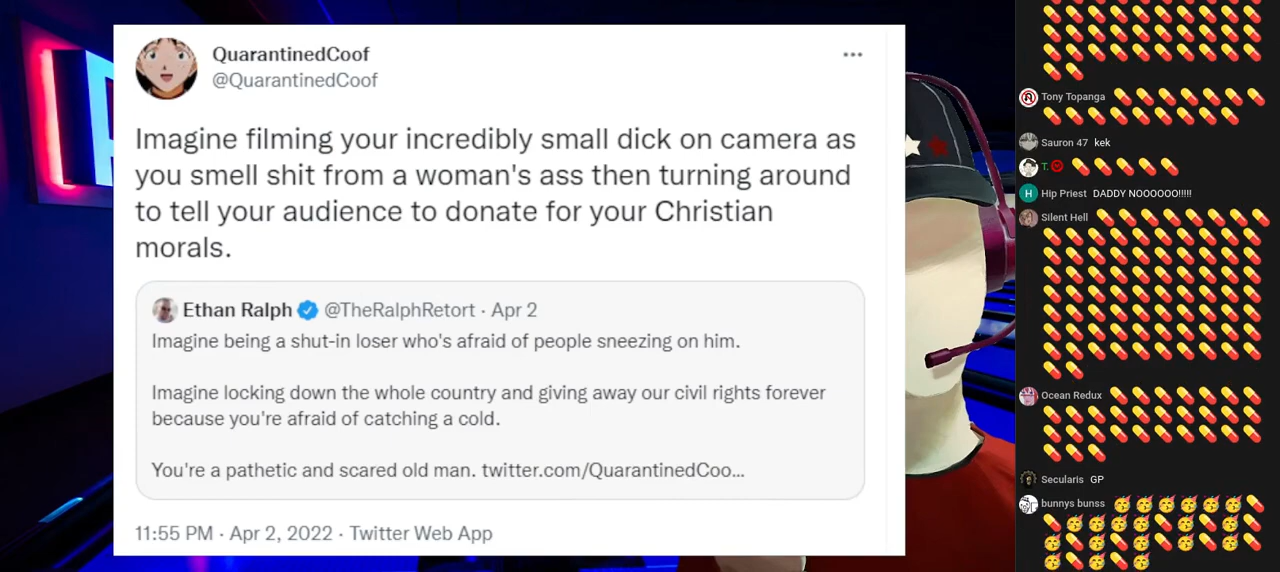 QuarantinedCoof
@QuarantinedCoof
Imagine filming your incredibly small dick on camera as
you smell shit from a woman's ass then turning around
to tell your audience to donate for your Christian
morals.
Ethan Ralph @TheRalphRetort · Apr 2
Imagine being a shut-in loser who's afraid of people sneezing on him.
Imagine locking down the whole country and giving away our civil rights forever
because you're afraid of catching a cold.
You're a pathetic and scared old man. twitter.com/QuarantinedCoo...
11:55 PM · Apr 2, 2022 · Twitter Web App
Tony Topanga
Sauron 47 kek
T.
H Hip Priest DADDY NOOOOOO!!!!!
Silent Hell
Ocean Redux
Secularis GP
bunnys bunss